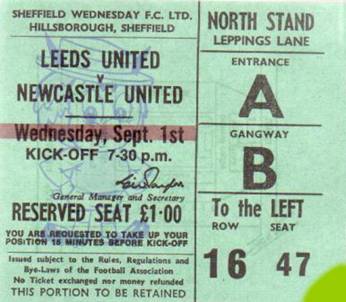 SHEFFIELD WEDNESDAY F.C. LTD.
HILLSBOROUGH, SHEFFIELD
LEEDS UNITED
v
NEWCASTLE UNITED
Wednesday, Sept. 1st
KICK-OFF 7-30 p.m.
General Manager and Secretary
RESERVED SEAT £1·00
YOU ARE REQUESTED TO TAKE UP YOUR
POSITION 15 MINUTES BEFORE KICK-OFF
Issued subject to the Rules, Regulations and
Bye-Laws of the Football Association
No Ticket exchanged nor money refunded
THIS PORTION TO BE RETAINED
NORTH STAND
LEPPINGS LANE
ENTRANCE
A
GANGWAY
B
To the LEFT
ROW SEAT
16 47